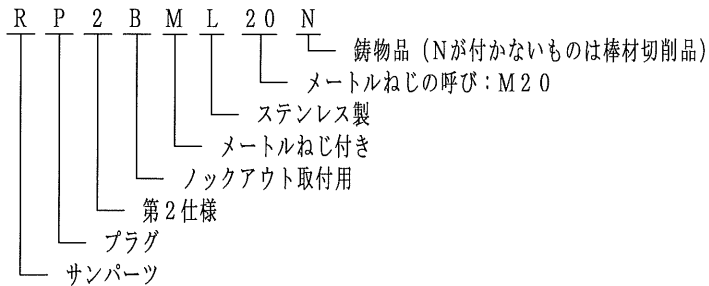 R P 2 B M L 20 N
鋳物品（Nが付かないものは棒材切削品）
メートルねじの呼び：M20
ステンレス製
メートルねじ付き
ノックアウト取付用
第2仕様
プラグ
サンパーツ